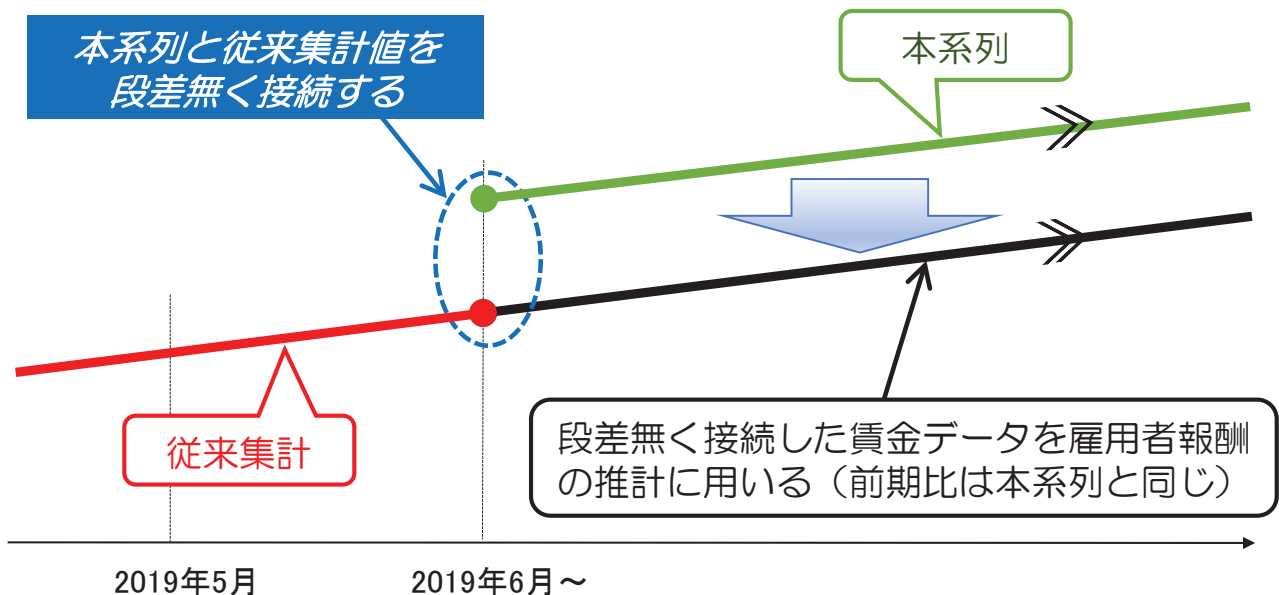 本系列と従来集計値を
段差無く接続する
本系列
従来集計
段差無く接続した賃金データを雇用者報酬
の推計に用いる（前期比は本系列と同じ）
2019年5月
2019年6月～